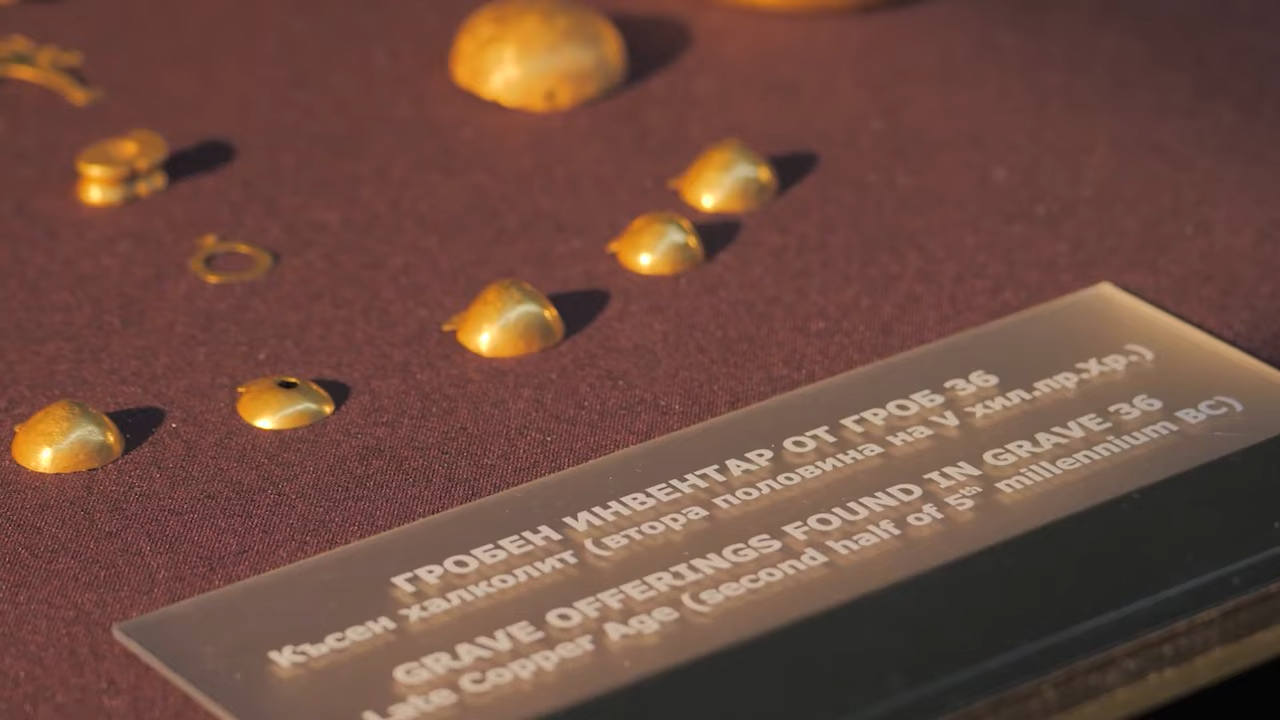 ГРОБЕН ИНВЕНТАР ОТ ГРОБ 36
Късен халколит (втора половина на V хил.пр.Хр.)
GRAVE OFFERINGS FOUND IN GRAVE 36
Late Copper Age (second half of 5th millennium BC)